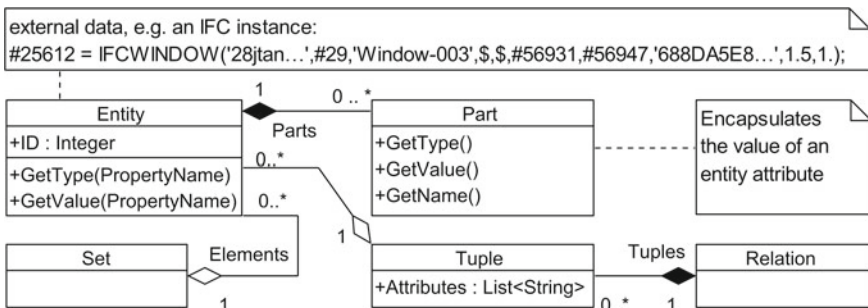 external data, e.g. an IFC instance:
#25612 = IFCWINDOW('28jtan…',#29,'Window-003',$,$,#56931,#56947,'688DA5E8…',1.5,1.);
1
0 .. *
Entity
Part
Parts
+ID : Integer
+GetType()
+GetValue()
+GetName()
Encapsulates
the value of an
entity attribute
0..*
+GetType(PropertyName)
+GetValue(PropertyName)
0..*
1
Set
Elements
Tuple
Tuples
Relation
+Attributes : List<String>
1
0..*
1